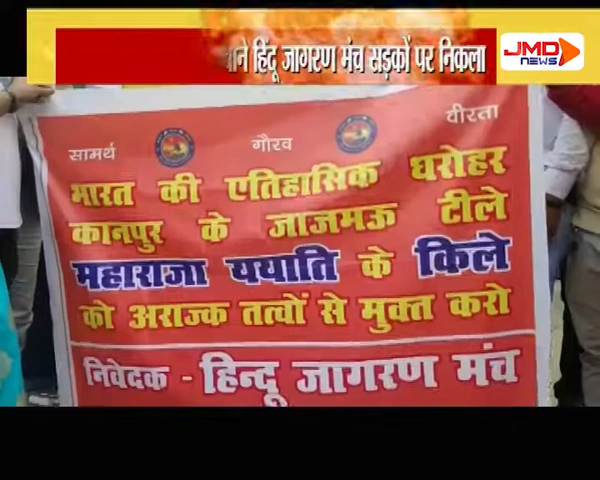 हिंदू जागरण मंच सड़कों पर निकला
JMD
NEWS
सामर्थ गौरव वीरता
भारत की एतिहासिक धरोहर
कानपुर के जाजमऊ टीले
महाराजा ययाति के किले
को अराज्क तत्वों से मुक्त करो
निवेदक - हिन्दू जागरण मंच